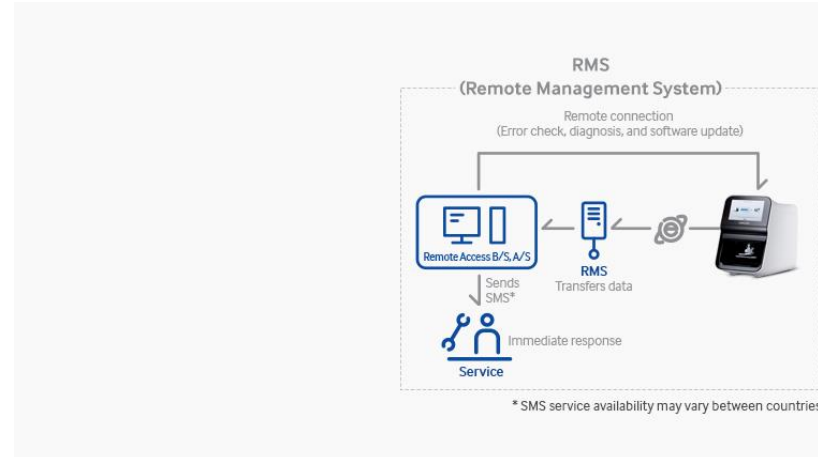 RMS
(Remote Management System)
Remote connection
(Error check, diagnosis, and software update)
Remote Access B/S, A/S
RMS
Transfers data
Sends
SMS*
Immediate response
Service
* SMS service availability may vary between countries